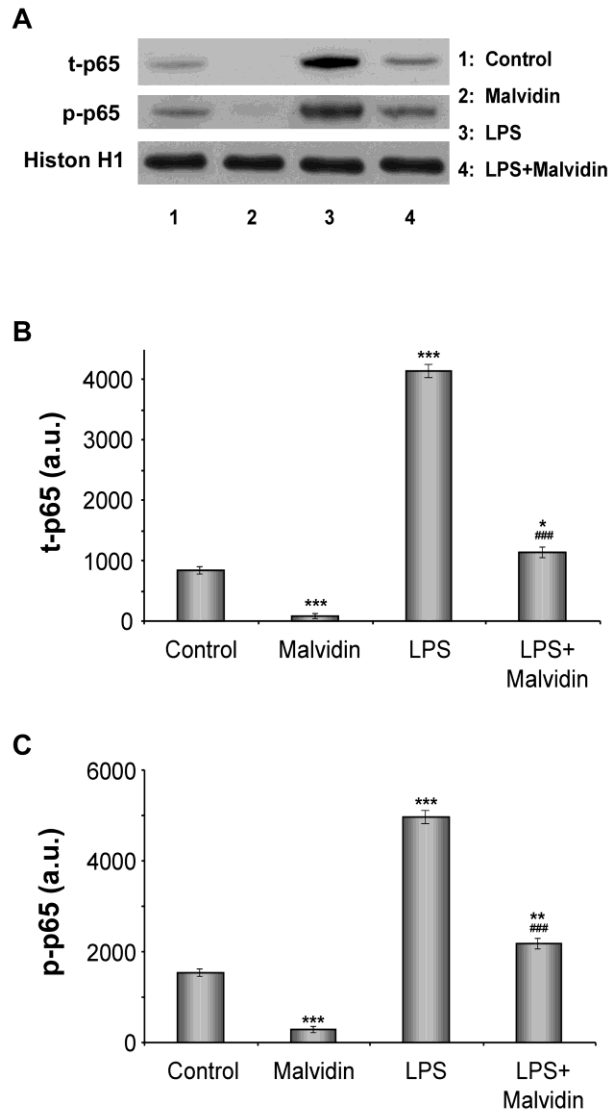 A
t-p65
p-p65
Histon H1
1: Control
2: Malvidin
3: LPS
4: LPS+Malvidin
1 2 3 4
B
t-p65 (a.u.)
4000
3000
2000
1000
0
***
***
*
###
Control Malvidin LPS LPS+
Malvidin
C
p-p65 (a.u.)
6000
4000
2000
0
***
***
**
###
Control Malvidin LPS LPS+
Malvidin